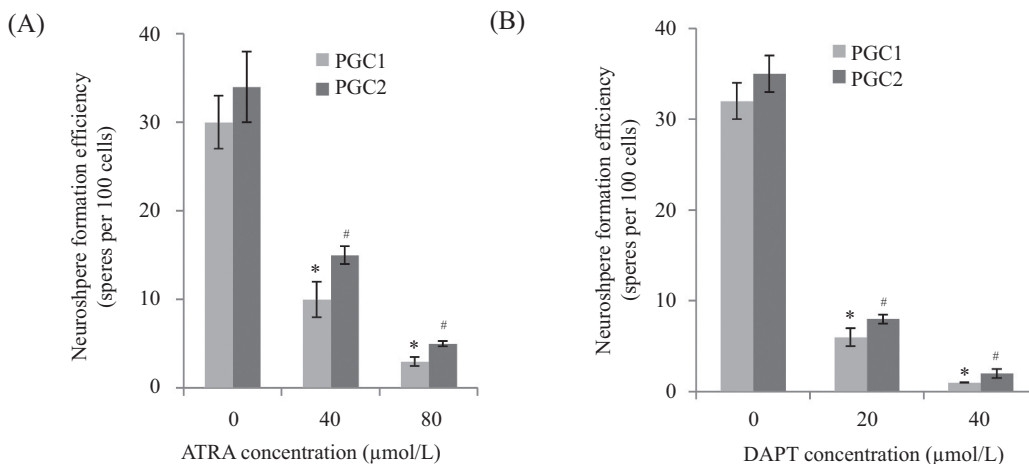 (A)
Neuroshpere formation efficiency
(speres per 100 cells)
40
30
20
10
0
PGC1
PGC2
*
#
*
#
0 40 80
ATRA concentration (µmol/L)
(B)
Neuroshpere formation efficiency
(speres per 100 cells)
40
30
20
10
0
PGC1
PGC2
*
#
*
#
0 20 40
DAPT concentration (µmol/L)